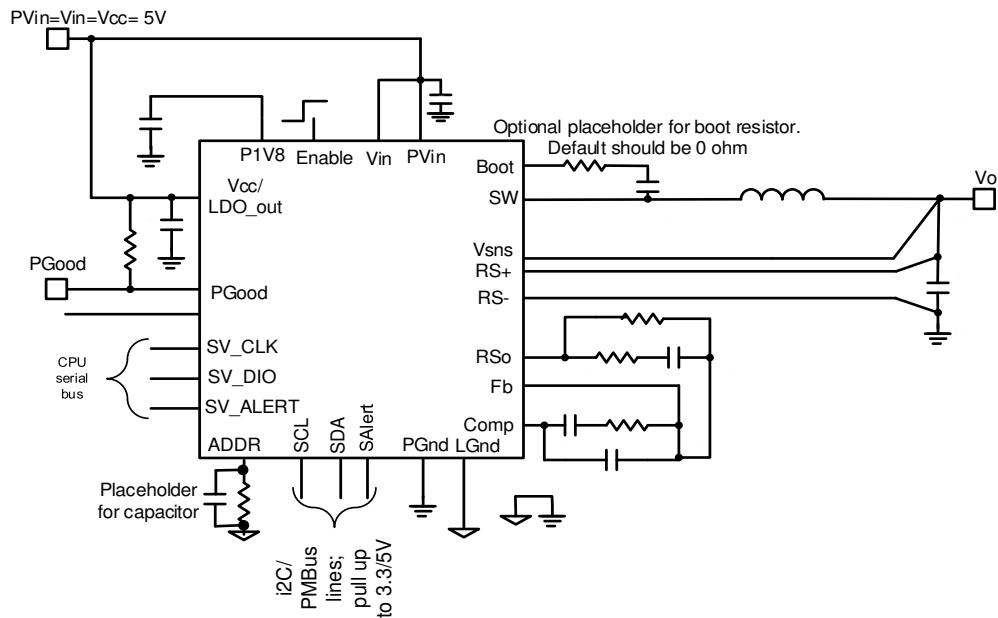 PVin=Vin=Vcc= 5V
Optional placeholder for boot resistor.
Default should be 0 ohm
P1V8
Enable
Vin
PVin
Boot
Vcc/
LDO_out
SW
Vo
Vsns
RS+
PGood
PGood
RS-
SV_CLK
RSo
CPU
serial
bus
SV_DIO
Fb
SV_ALERT
Comp
ADDR
SCL
SDA
SAlert
PGnd
LGnd
Placeholder
for capacitor
i2C/
PMBus
lines;
pull up
to 3.3/5V